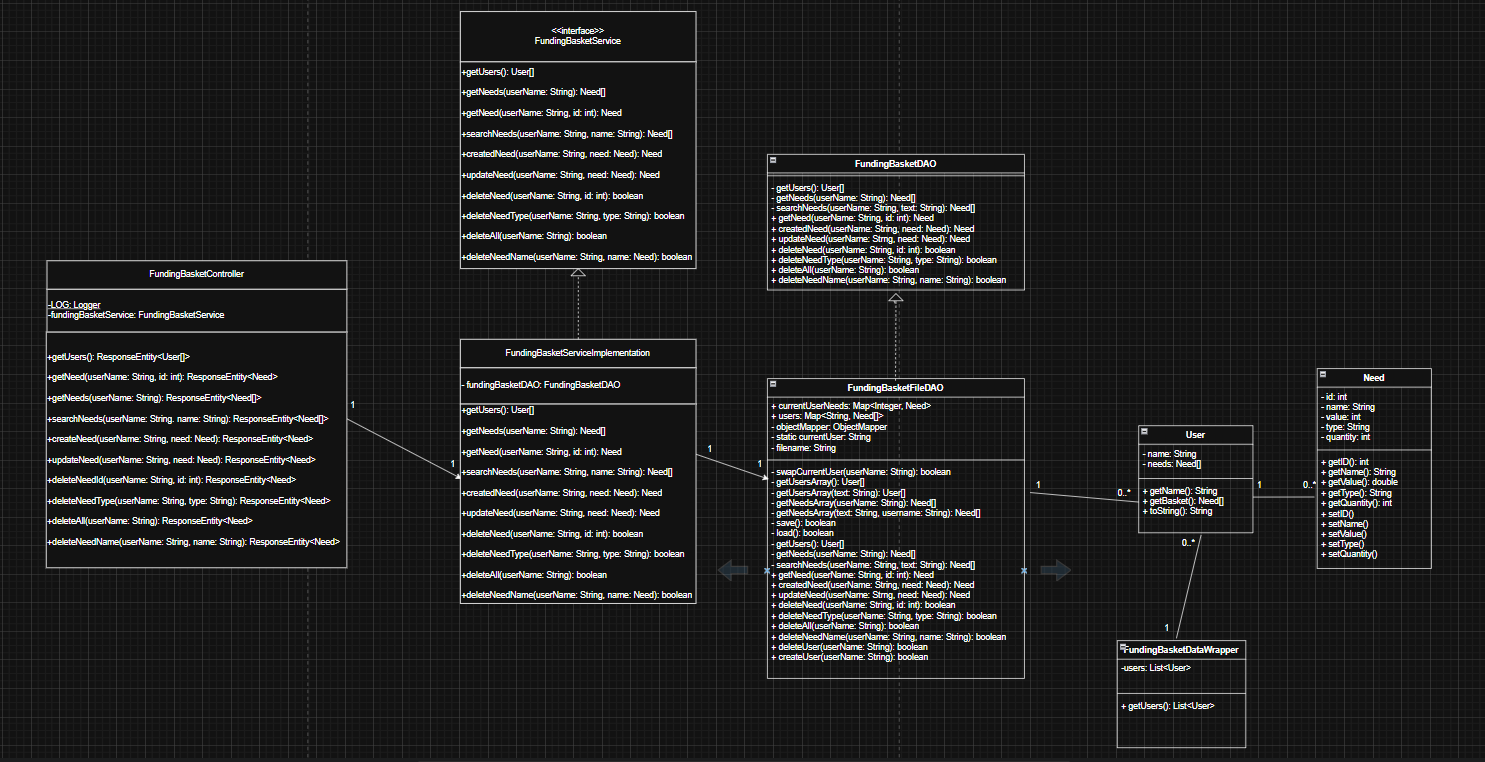 <<interface>>
FundingBasketService
+getUsers(): User[]
+getNeeds(userName: String): Need[]
+getNeed(userName: String, id: int): Need
+searchNeeds(userName: String, name: String): Need[]
+createdNeed(userName: String, need: Need): Need
+updateNeed(userName: String, need: Need): Need
+deleteNeed(userName: String, id: int): boolean
+deleteNeedType(userName: String, type: String): boolean
+deleteAll(userName: String): boolean
+deleteNeedName(userName: String, name: Need): boolean
FundingBasketController
-LOG: Logger
-fundingBasketService: FundingBasketService
+getUsers(): ResponseEntity<User[]>
+getNeed(userName: String, id: int): ResponseEntity<Need>
+getNeeds(userName: String): ResponseEntity<Need[]>
+searchNeeds(userName: String. name: String): ResponseEntity<Need[]>
+createNeed(userName: String, need: Need): ResponseEntity<Need>
+updateNeed(userName: String, need: Need): ResponseEntity<Need>
+deleteNeedId(userName: String, id: int): ResponseEntity<Need>
+deleteNeedType(userName: String, type: String): ResponseEntity<Need>
+deleteAll(userName: String): ResponseEntity<Need>
+deleteNeedName(userName: String, name: String): ResponseEntity<Need>
1
1
FundingBasketServiceImplementation
- fundingBasketDAO: FundingBasketDAO
+getUsers(): User[]
+getNeeds(userName: String): Need[]
+getNeed(userName: String, id: int): Need
+searchNeeds(userName: String, name: String): Need[]
+createdNeed(userName: String, need: Need): Need
+updateNeed(userName: String, need: Need): Need
+deleteNeed(userName: String, id: int): boolean
+deleteNeedType(userName: String, type: String): boolean
+deleteAll(userName: String): boolean
+deleteNeedName(userName: String, name: Need): boolean
1
1
FundingBasketDAO
- getUsers(): User[]
- getNeeds(userName: String): Need[]
- searchNeeds(userName: String, text: String): Need[]
+ getNeed(userName: String, id: int): Need
+ createdNeed(userName: String, need: Need): Need
+ updateNeed(userName: Strng, need: Need): Need
+ deleteNeed(userName: String, id: int): boolean
+ deleteNeedType(userName: String, type: String): boolean
+ deleteAll(userName: String): boolean
+ deleteNeedName(userName: String, name: String): boolean
FundingBasketFileDAO
+ currentUserNeeds: Map<Integer, Need>
+ users: Map<String, Need[]>
- objectMapper: ObjectMapper
- static currentUser: String
- filename: String
- swapCurrentUser(userName: String): boolean
- getUsersArray(): User[]
- getUsersArray(text: String): User[]
- getNeedsArray(userName: String): Need[]
- getNeedsArray(text: String, username: String): Need[]
- save(): boolean
- load(): boolean
- getUsers(): User[]
- getNeeds(userName: String): Need[]
- searchNeeds(userName: String, text: String): Need[]
+ getNeed(userName: String, id: int): Need
+ createdNeed(userName: String, need: Need): Need
+ updateNeed(userName: Strng, need: Need): Need
+ deleteNeed(userName: String, id: int): boolean
+ deleteNeedType(userName: String, type: String): boolean
+ deleteAll(userName: String): boolean
+ deleteNeedName(userName: String, name: String): boolean
+ deleteUser(userName: String): boolean
+ createUser(userName: String): boolean
1
0..*
User
- name: String
- needs: Need[]
+ getName(): String
+ getBasket(): Need[]
+ toString(): String
1
0..*
Need
- id: int
- name: String
- value: int
- type: String
- quantity: int
+ getID(): int
+ getName(): String
+ getValue(): double
+ getType(): String
+ getQuantity(): int
+ setID()
+ setName()
+ setValue()
+ setType()
+ setQuantity()
0..*
1
FundingBasketDataWrapper
-users: List<User>
+ getUsers(): List<User>